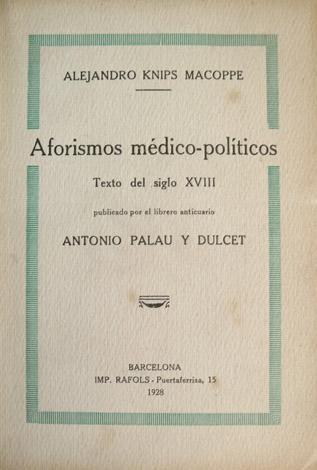 ALEJANDRO KNIPS MACOPPE
Aforismos médico-políticos
Texto del siglo XVIII
publicado por el librero anticuario
ANTONIO PALAU Y DULCET
BARCELONA
IMP. RAFOLS - Puertaferrisa, 15
1928